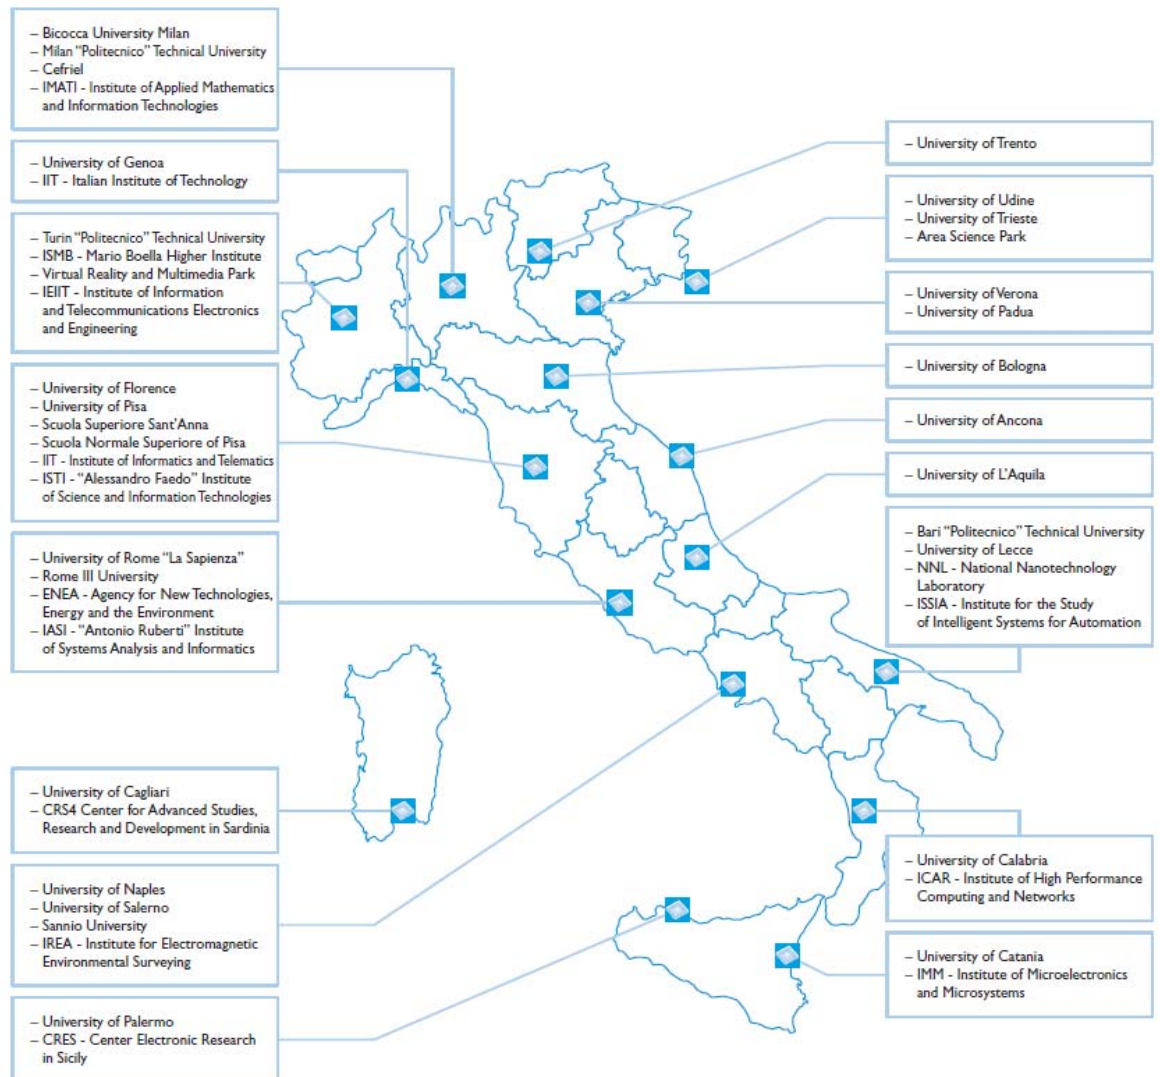 – Bicocca University Milan
– Milan “Politecnico” Technical University
– Cefriel
– IMATI - Institute of Applied Mathematics
and Information Technologies
– University of Genoa
– IIT - Italian Institute of Technology
– Turin “Politecnico” Technical University
– ISMB - Mario Boella Higher Institute
– Virtual Reality and Multimedia Park
– IEIIT - Institute of Information
and Telecommunications Electronics
and Engineering
– University of Florence
– University of Pisa
– Scuola Superiore Sant’Anna
– Scuola Normale Superiore of Pisa
– IIT - Institute of Informatics and Telematics
– ISTI - “Alessandro Faedo” Institute
of Science and Information Technologies
– University of Rome “La Sapienza”
– Rome III University
– ENEA - Agency for New Technologies,
Energy and the Environment
– IASI - “Antonio Ruberti” Institute
of Systems Analysis and Informatics
– University of Cagliari
– CRS4 Center for Advanced Studies,
Research and Development in Sardinia
– University of Naples
– University of Salerno
– Sannio University
– IREA - Institute for Electromagnetic
Environmental Surveying
– University of Palermo
– CRES - Center Electronic Research
in Sicily
– University of Trento
– University of Udine
– University of Trieste
– Area Science Park
– University of Verona
– University of Padua
– University of Bologna
– University of Ancona
– University of L’Aquila
– Bari “Politecnico” Technical University
– University of Lecce
– NNL - National Nanotechnology
Laboratory
– ISSIA - Institute for the Study
of Intelligent Systems for Automation
– University of Calabria
– ICAR - Institute of High Performance
Computing and Networks
– University of Catania
– IMM - Institute of Microelectronics
and Microsystems